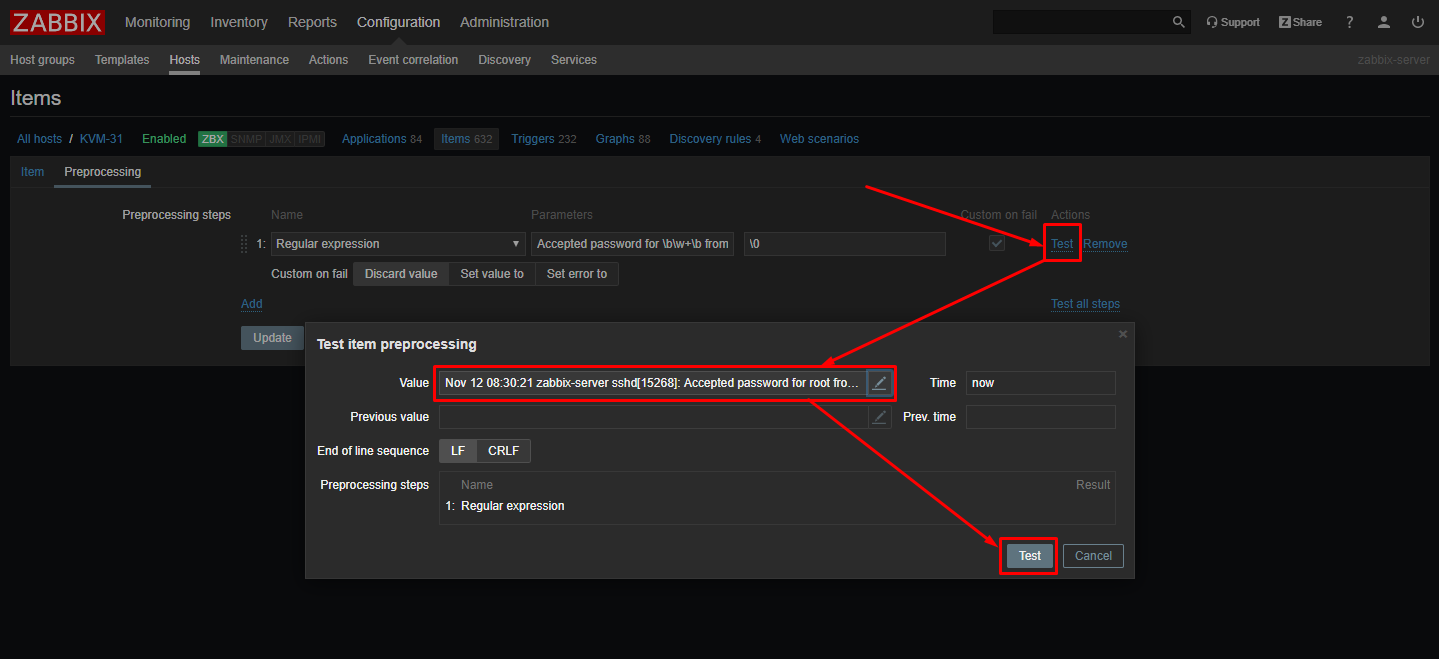 ZABBIX Monitoring Inventory Reports Configuration Administration Support Z Share ?
Host groups Templates Hosts Maintenance Actions Event correlation Discovery Services zabbix-server
Items
All hosts / KVM-31 Enabled ZBX SNMP JMX IPMI Applications 84 Items 632 Triggers 232 Graphs 88 Discovery rules 4 Web scenarios
Item Preprocessing
Preprocessing steps Name Parameters Custom on fail Actions
1: Regular expression Accepted password for \b\w+\b from \0 Test Remove
Custom on fail Discard value Set value to Set error to
Add Test all steps
Update
Test item preprocessing
Value Nov 12 08:30:21 zabbix-server sshd[15268]: Accepted password for root fro... Time now
Previous value Prev. time
End of line sequence LF CRLF
Preprocessing steps Name Result
1: Regular expression
Test Cancel